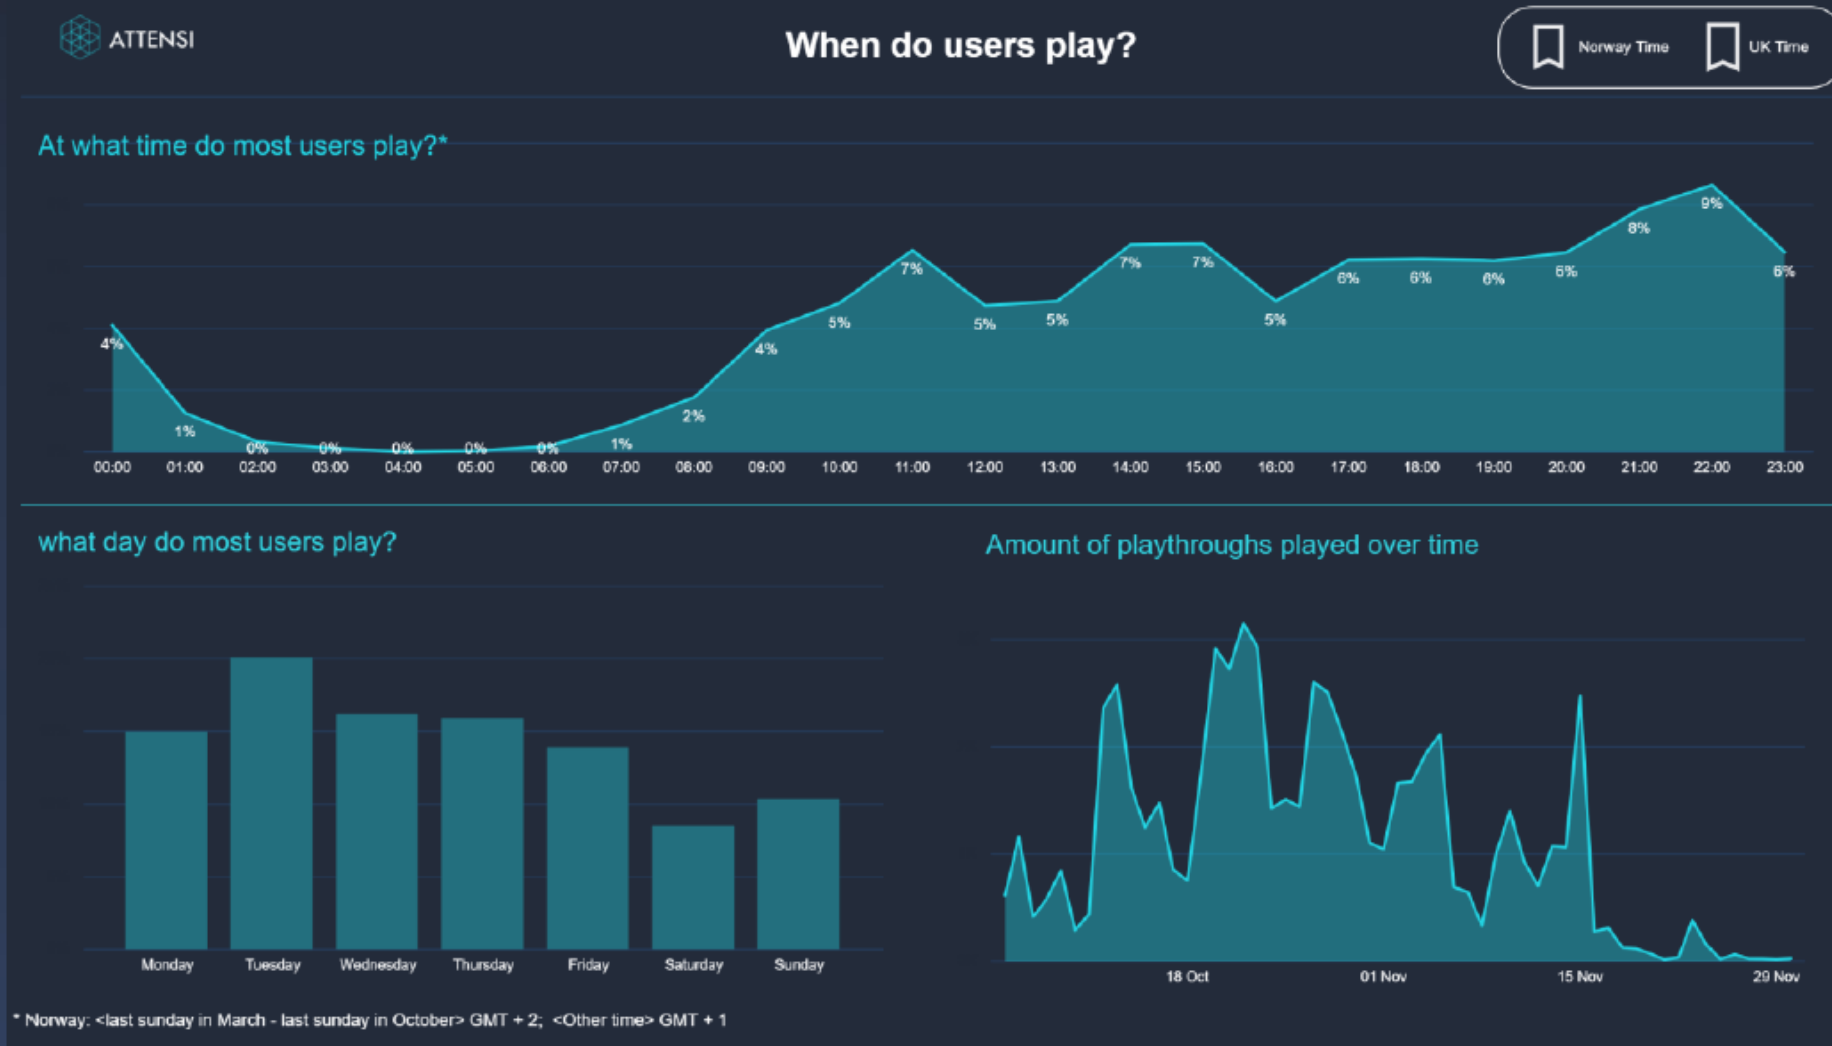 ATTENSI
When do users play?
Norway Time
UK Time
At what time do most users play?*
4%
1%
0%
0%
0%
0%
0%
1%
2%
4%
5%
7%
5%
5%
7%
7%
5%
6%
6%
6%
6%
8%
9%
6%
00:00 01:00 02:00 03:00 04:00 05:00 06:00 07:00 08:00 09:00 10:00 11:00 12:00 13:00 14:00 15:00 16:00 17:00 18:00 19:00 20:00 21:00 22:00 23:00
what day do most users play?
Monday Tuesday Wednesday Thursday Friday Saturday Sunday
Amount of playthroughs played over time
18 Oct 01 Nov 15 Nov 29 Nov
* Norway: <last sunday in March - last sunday in October> GMT + 2; <Other time> GMT + 1